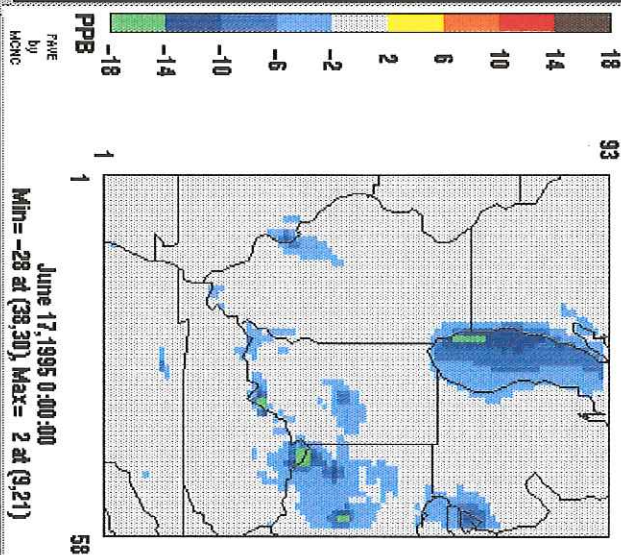 18
14
10
6
2
-2
-6
-10
-14
-18
PPB
PAVE
by
MCNC
93
1
1
58
June 17,1995 0:00:00
Min= -28 at (38,30), Max= 2 at (9,21)